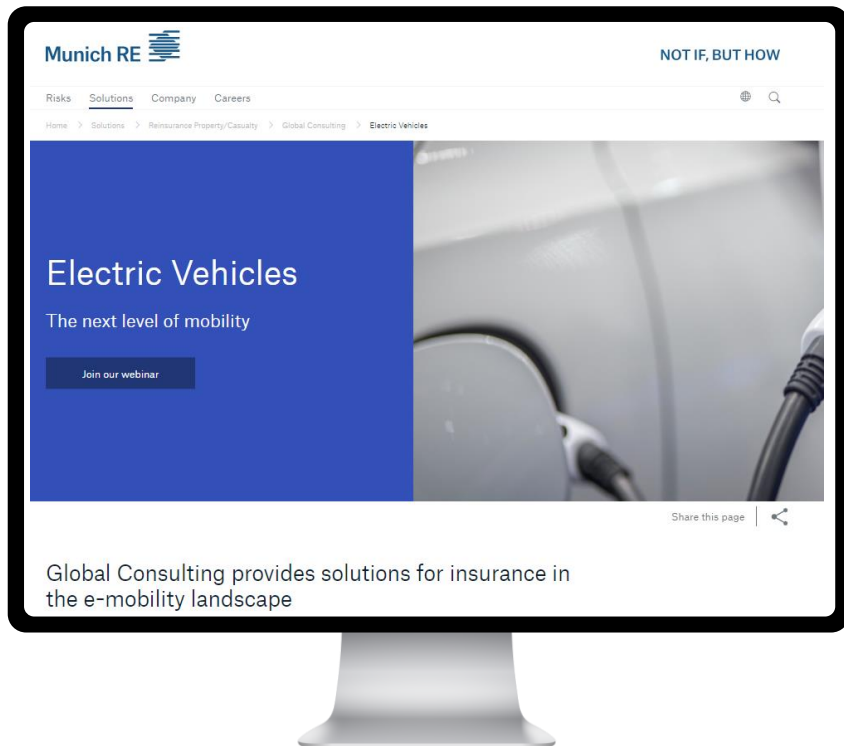 Munich RE
NOT IF, BUT HOW
Risks Solutions Company Careers
Home > Solutions > Reinsurance Property/Casualty > Global Consulting > Electric Vehicles
Electric Vehicles
The next level of mobility
Join our webinar
Share this page
Global Consulting provides solutions for insurance in
the e-mobility landscape